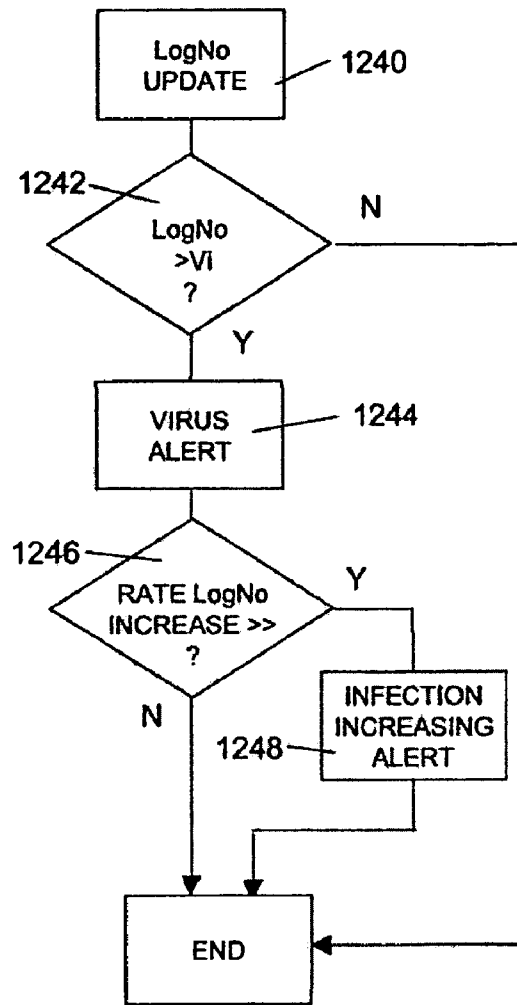 LogNo
UPDATE
1240
1242
LogNo
>Vi
?
N
Y
VIRUS
ALERT
1244
1246
RATE LogNo
INCREASE >>
?
Y
N
INFECTION
INCREASING
ALERT
1248
END